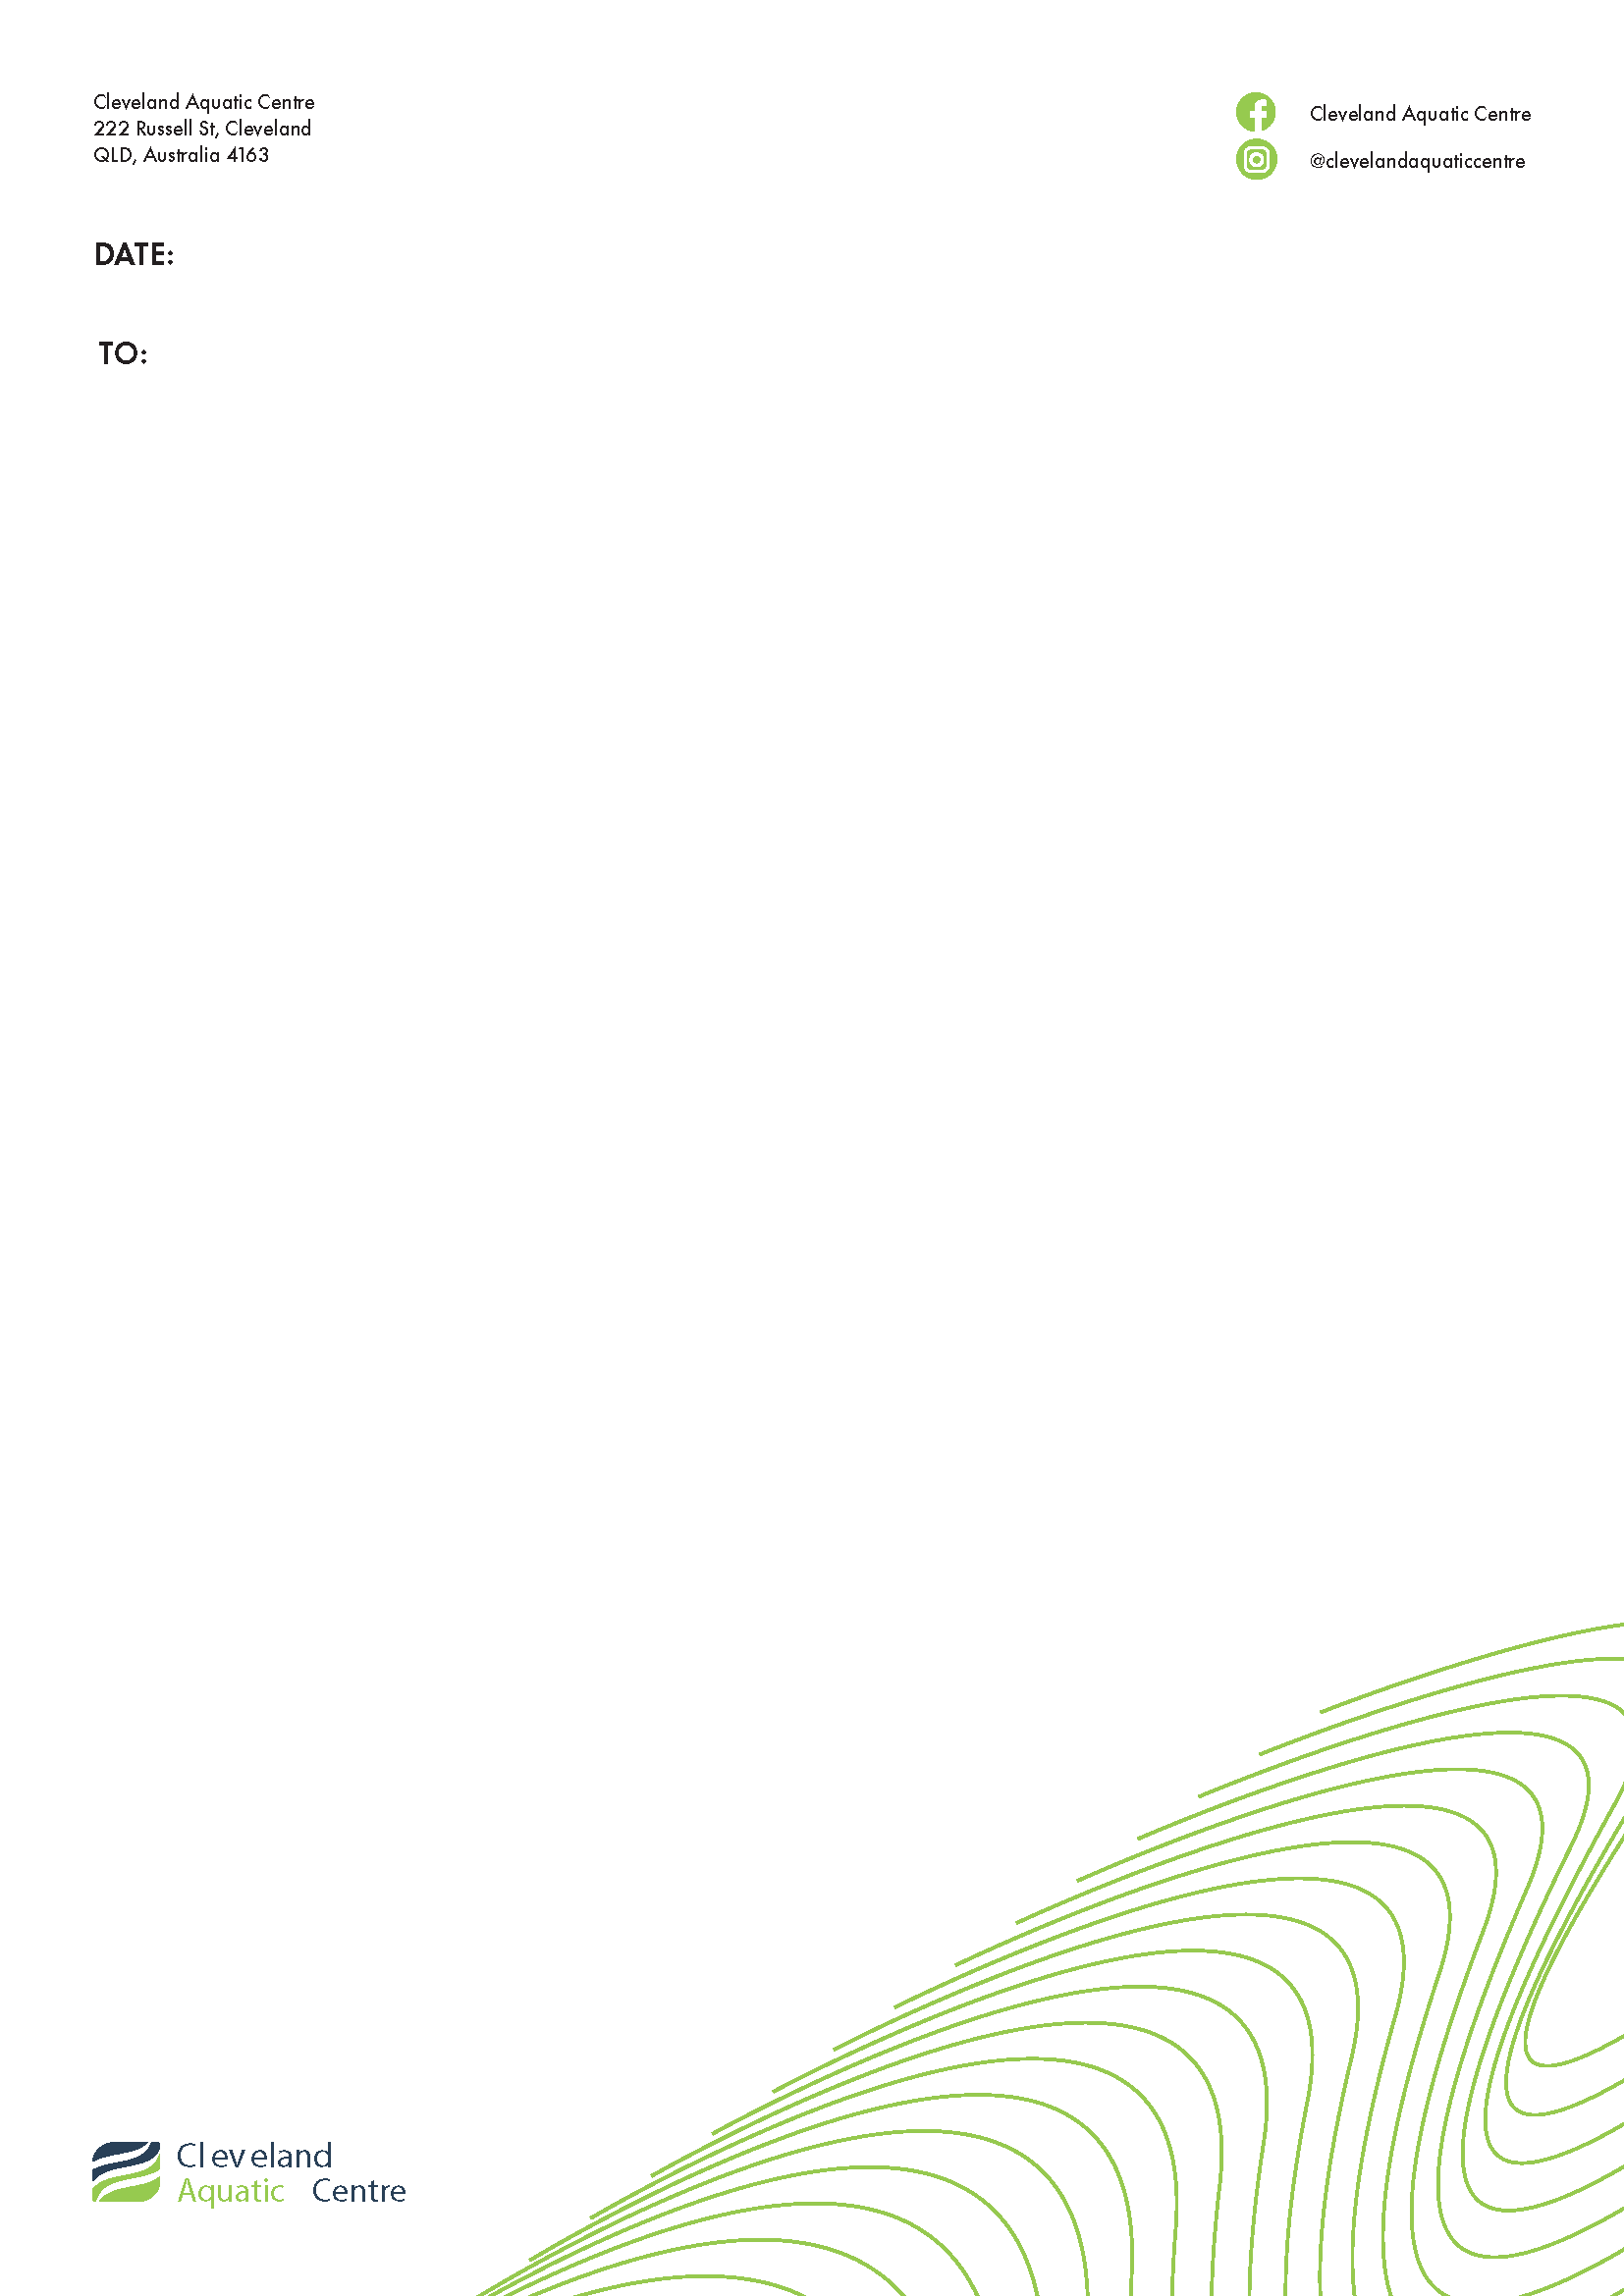 Cleveland Aquatic Centre
222 Russell St, Cleveland
QLD, Australia 4163
Cleveland Aquatic Centre
@clevelandaquaticcentre
DATE:
TO:
Cleveland
Aquatic Centre